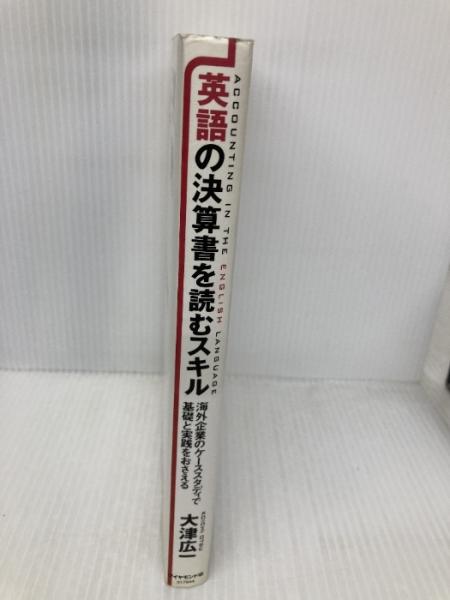 英語の決算書を読むスキル
ACCOUNTING IN THE ENGLISH LANGUAGE
海外企業のケーススタディで
基礎と実践をおさえる
大津広一
ダイヤモンド社